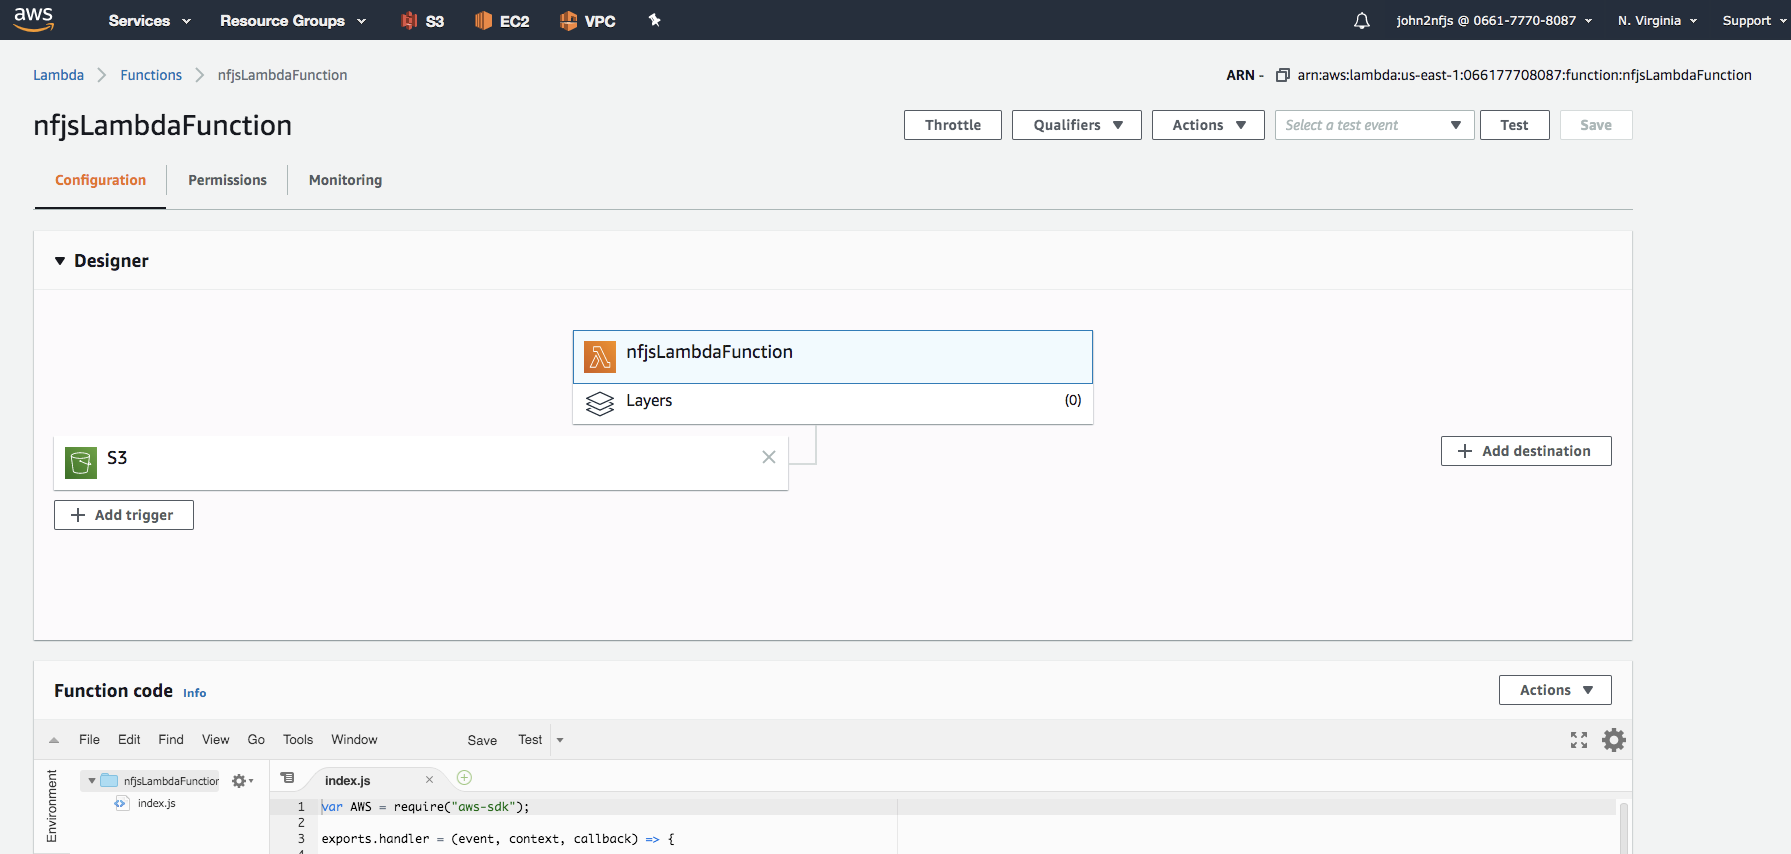 aws Services Resource Groups S3 EC2 VPC john2nfjs @ 0661-7770-8087 N. Virginia Support
Lambda Functions nfjsLambdaFunction ARN - arn:aws:lambda:us-east-1:066177708087:function:nfjsLambdaFunction
nfjsLambdaFunction Throttle Qualifiers Actions Select a test event Test Save
Configuration Permissions Monitoring
Designer
nfjsLambdaFunction
Layers (0)
S3
+ Add destination
+ Add trigger
Function code Info Actions
File Edit Find View Go Tools Window Save Test
Environment
nfjsLambdaFunction
index.js
index.js
1 var AWS = require("aws-sdk");
2
3 exports.handler = (event, context, callback) => {
4